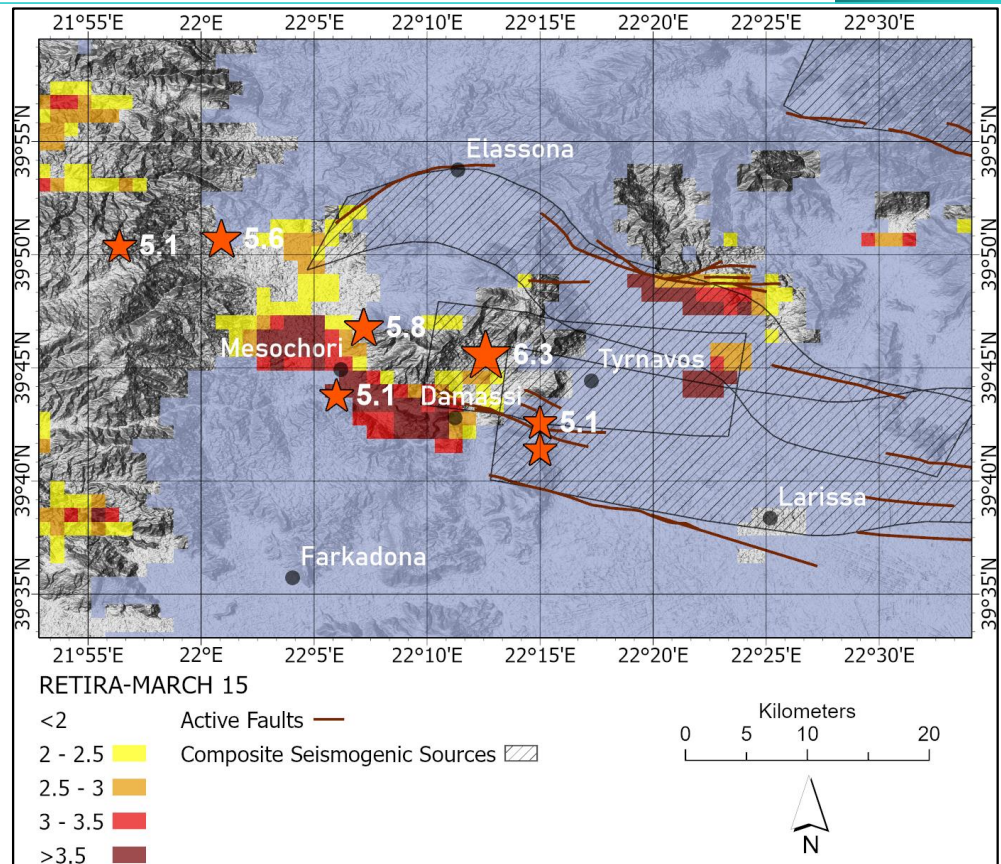 21°55'E 22°0'E 22°5'E 22°10'E 22°15'E 22°20'E 22°25'E 22°30'E
39°55'N 39°55'N
Elassona
39°50'N 5.1 5.6 39°50'N
5.8
Mesochori 6.3 Tyrnavos
39°45'N 39°45'N
5.1 Damassi 5.1
39°40'N 39°40'N
Larissa
Farkadona
39°35'N 39°35'N
21°55'E 22°0'E 22°5'E 22°10'E 22°15'E 22°20'E 22°25'E 22°30'E
RETIRA-MARCH 15
<2 Active Faults
2 - 2.5 Composite Seismogenic Sources
2.5 - 3
3 - 3.5
>3.5
Kilometers
0 5 10 20
N